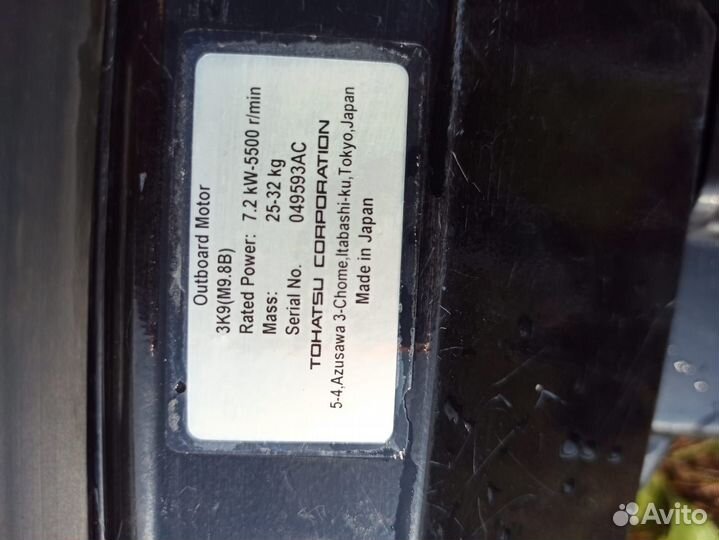 Outboard Motor
3K9(M9.8B)
Rated Power: 7.2 kW-5500 r/min
Mass: 25-32 kg
Serial No. 049593AC
TOHATSU CORPORATION
5-4,Azusawa 3-Chome,Itabashi-ku,Tokyo,Japan
Made in Japan
Avito